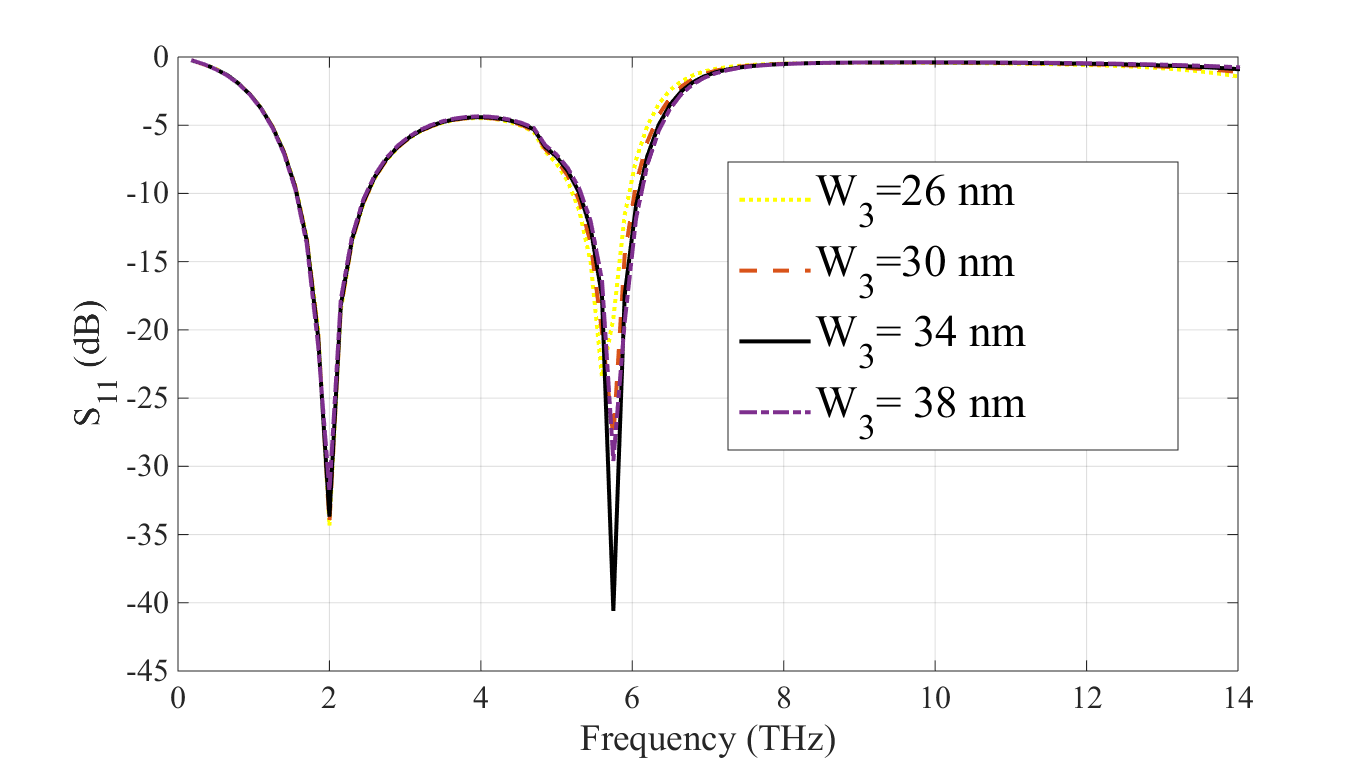 0
-5
-10
-15
-20
-25
-30
-35
-40
-45
0 2 4 6 8 10 12 14
S11 (dB)
Frequency (THz)
W3=26 nm
W3=30 nm
W3= 34 nm
W3= 38 nm